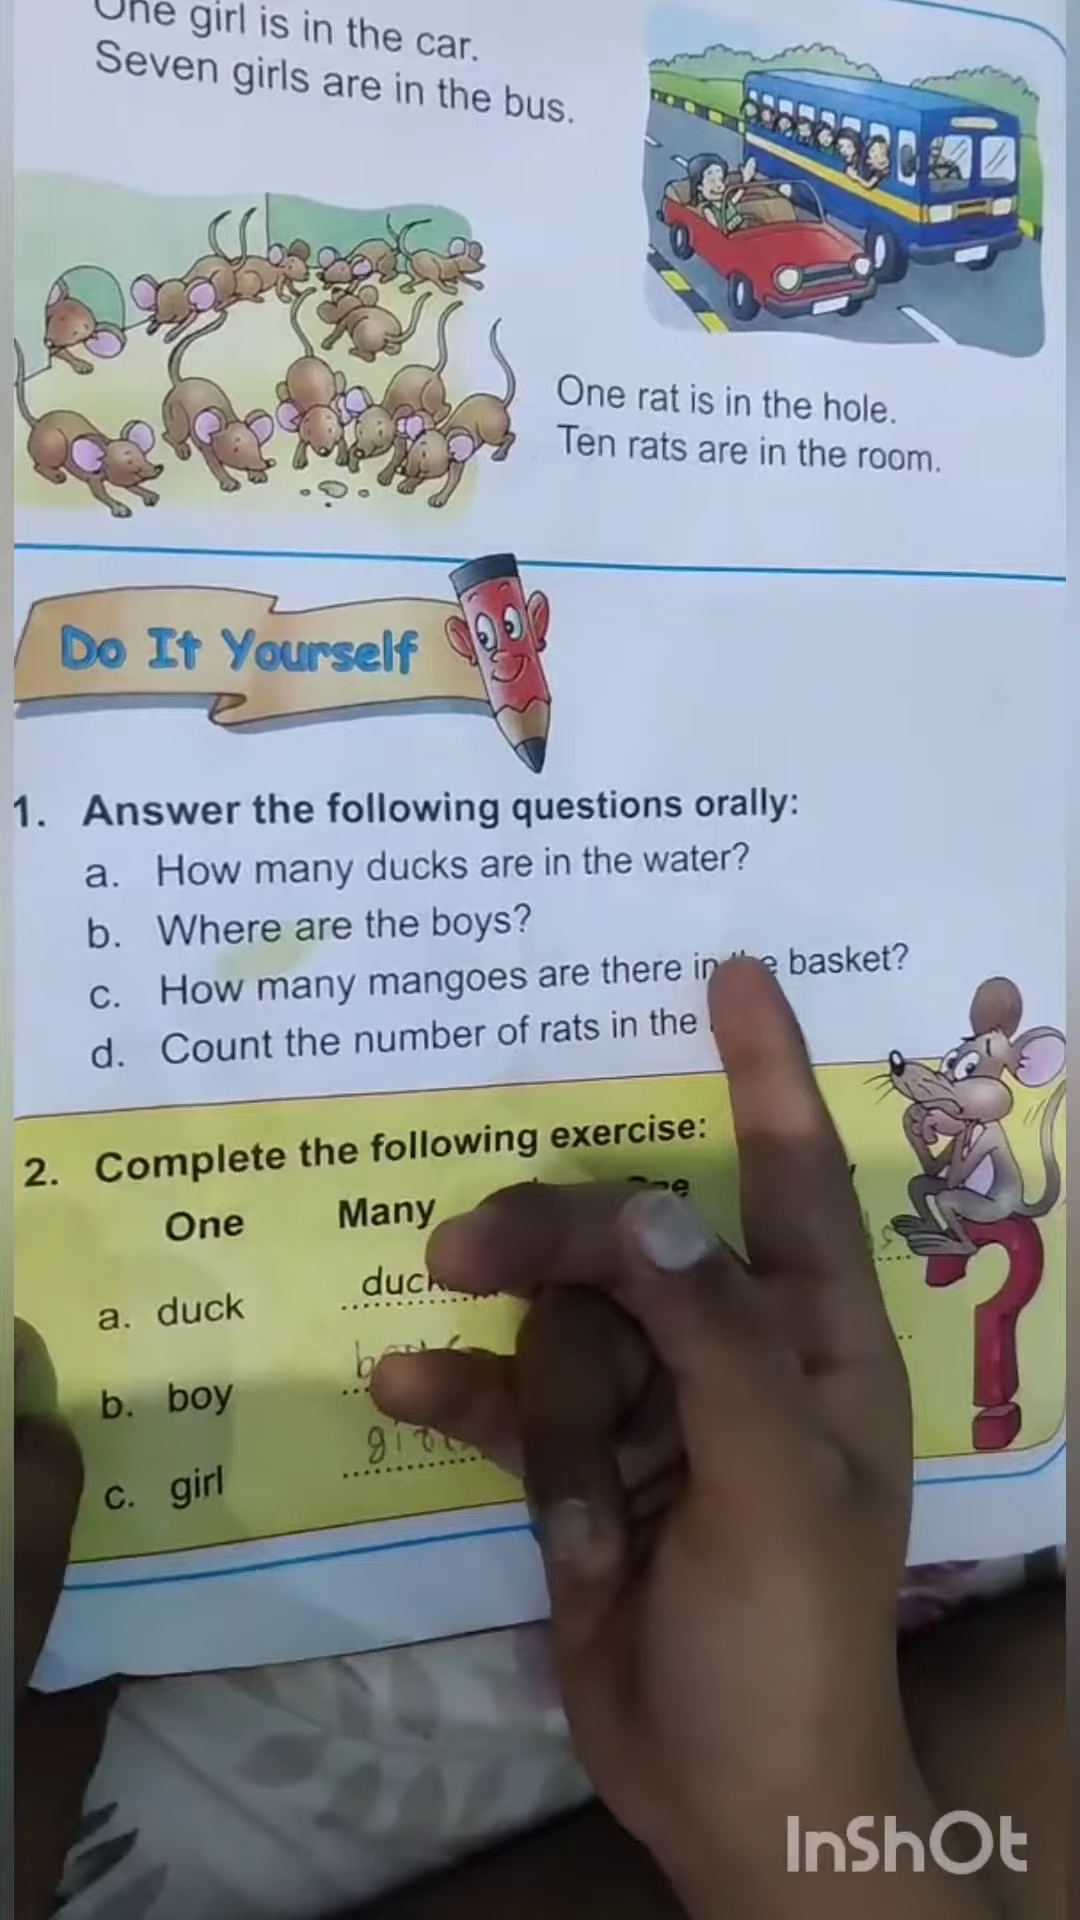 One girl is in the car.
Seven girls are in the bus.
One rat is in the hole.
Ten rats are in the room.
Do It Yourself
1. Answer the following questions orally:
a. How many ducks are in the water?
b. Where are the boys?
c. How many mangoes are there in the basket?
d. Count the number of rats in the
2. Complete the following exercise:
One Many One
a. duck
b. boy
c. girl
InShOt